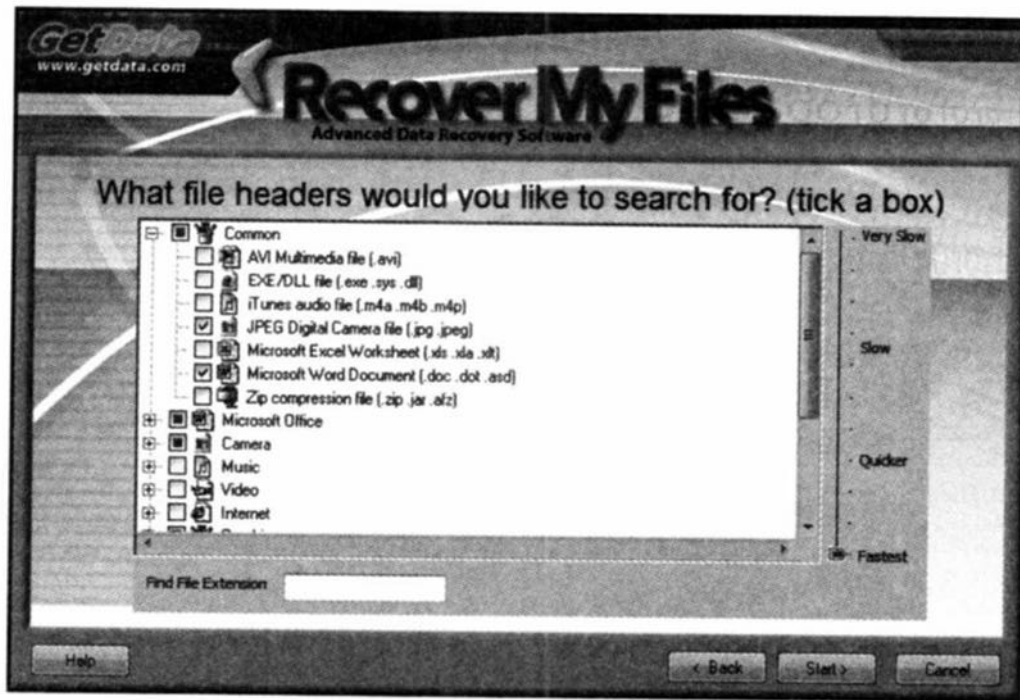 GetData
www.getdata.com
Recover My Files
Advanced Data Recovery Software
What file headers would you like to search for? (tick a box)
Common
AVI Multimedia file (.avi)
EXE/DLL file (.exe .sys .dll)
iTunes audio file (.m4a .m4b .m4p)
JPEG Digital Camera file (.jpg .jpeg)
Microsoft Excel Worksheet (.xls .xla .xlt)
Microsoft Word Document (.doc .dot .asd)
Zip compression file (.zip .jar .afz)
Microsoft Office
Camera
Music
Video
Internet
Very Slow
Slow
Quicker
Fastest
Find File Extension
Help
< Back
Start >
Cancel